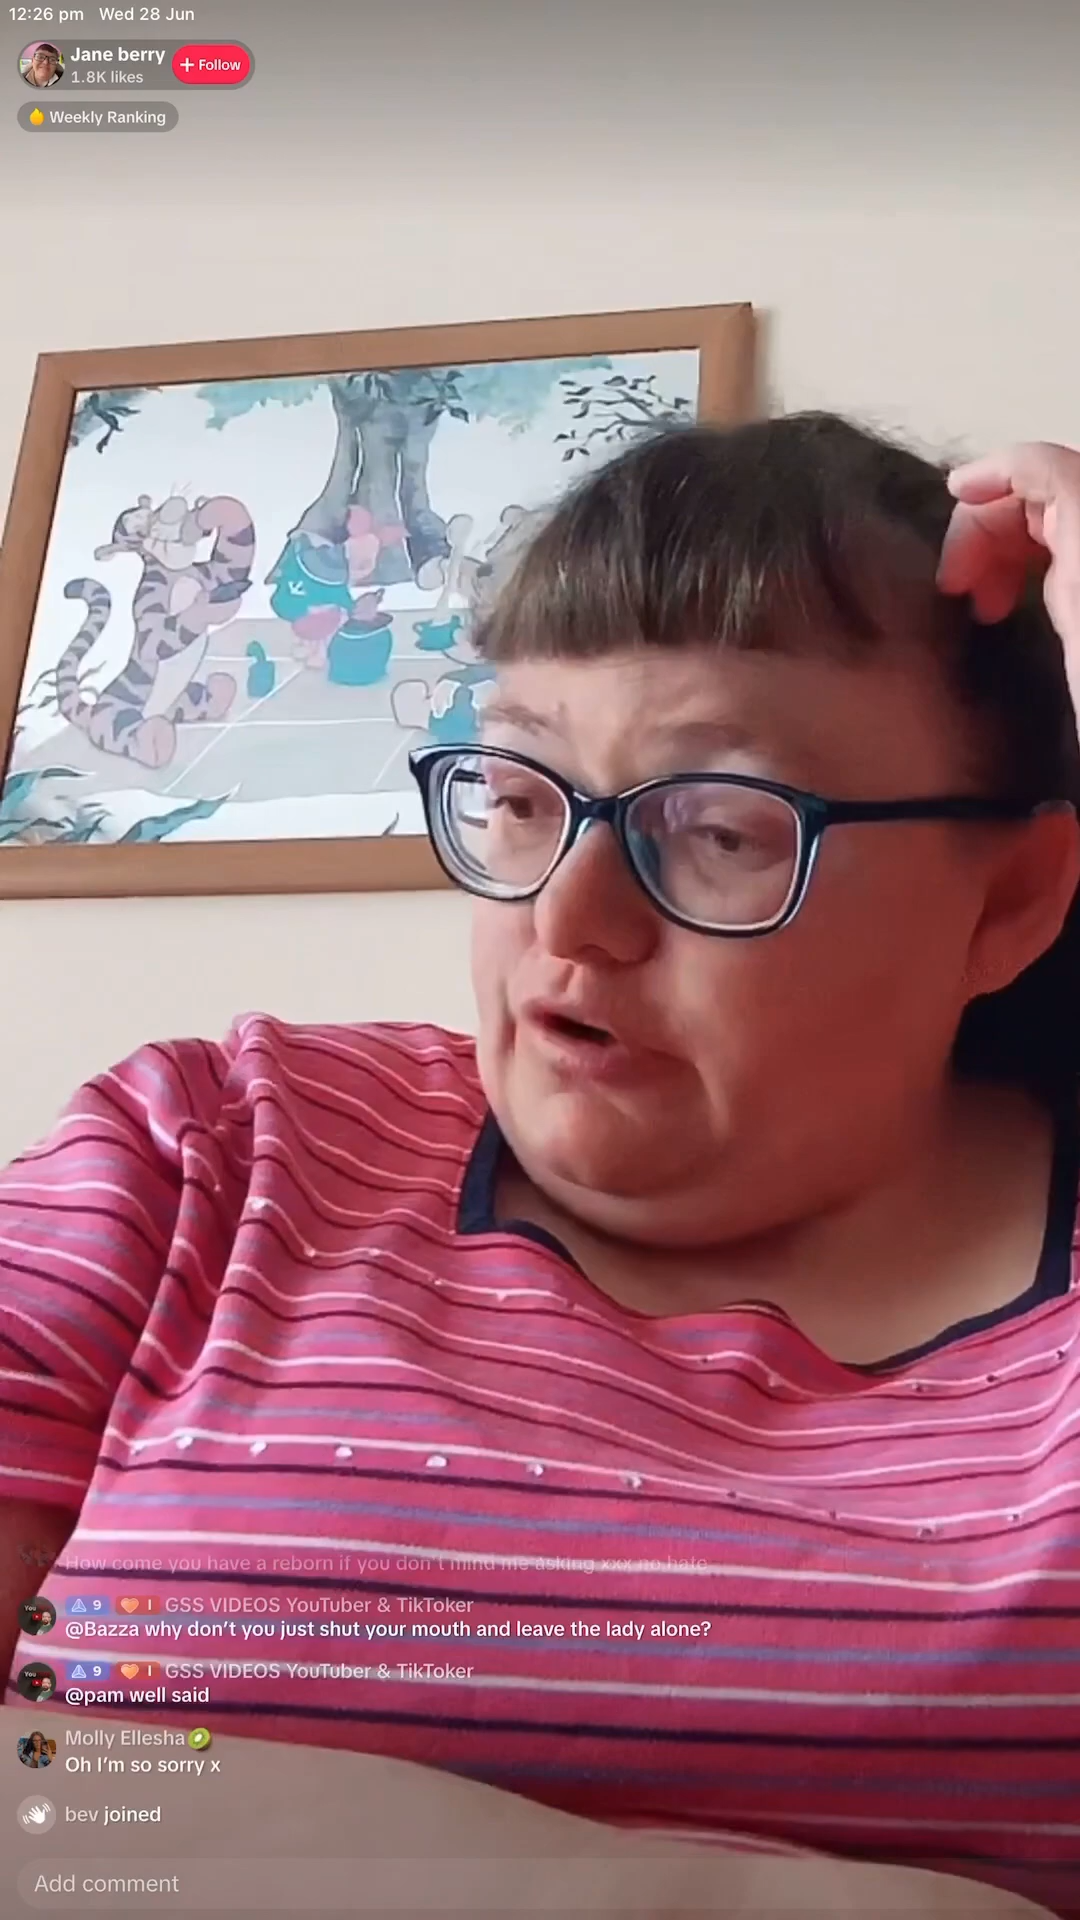 12:26 pm Wed 28 Jun
Jane berry
1.8K likes
+ Follow
Weekly Ranking
How come you have a reborn if you don't mind me asking xxx no hate
9 I GSS VIDEOS YouTuber & TikToker
@Bazza why don't you just shut your mouth and leave the lady alone?
9 I GSS VIDEOS YouTuber & TikToker
@pam well said
Molly Ellesha
Oh I'm so sorry x
bev joined
Add comment